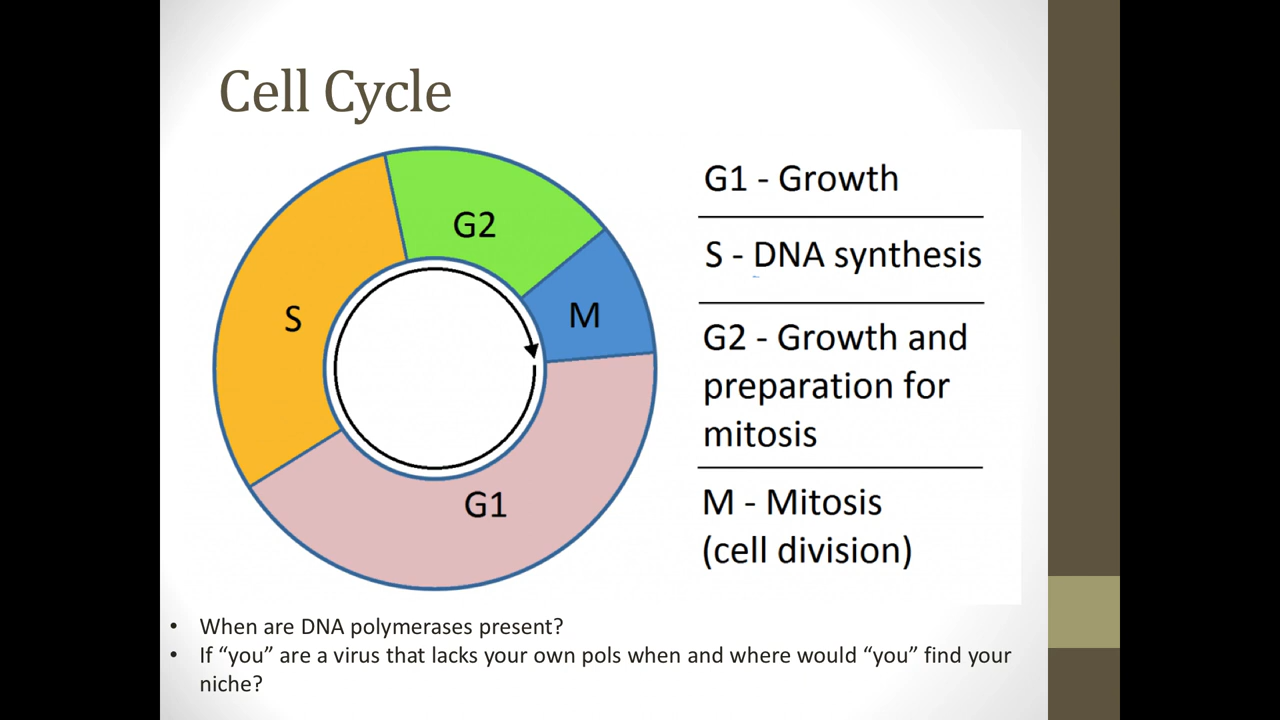 Cell Cycle
G2
S
M
G1
G1 - Growth
S - DNA synthesis
G2 - Growth and
preparation for
mitosis
M - Mitosis
(cell division)
• When are DNA polymerases present?
• If “you” are a virus that lacks your own pols when and where would “you” find your
niche?